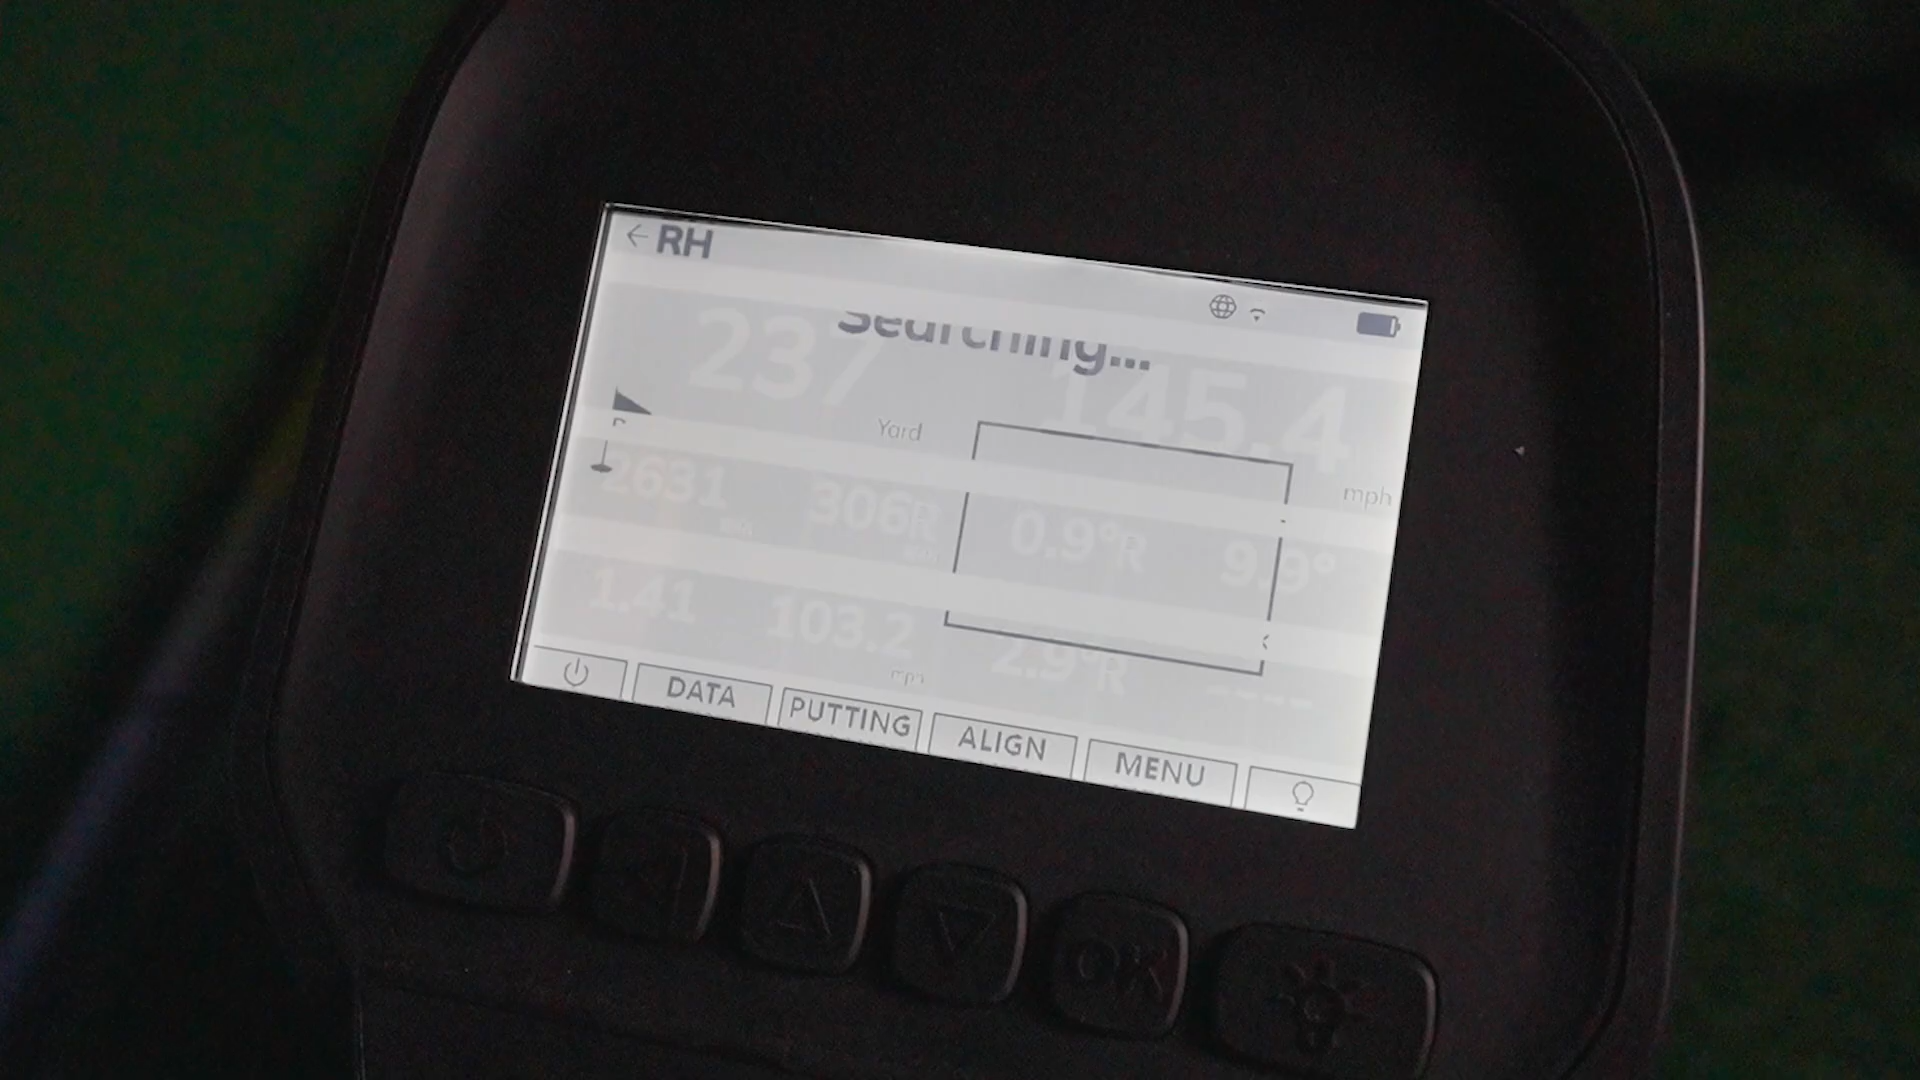 RH
Searching...
237 Yard 145.4 mph
2631 306R 0.9°R 9.9°
1.41 103.2 mph 2.9°R ----
DATA PUTTING ALIGN MENU
OK